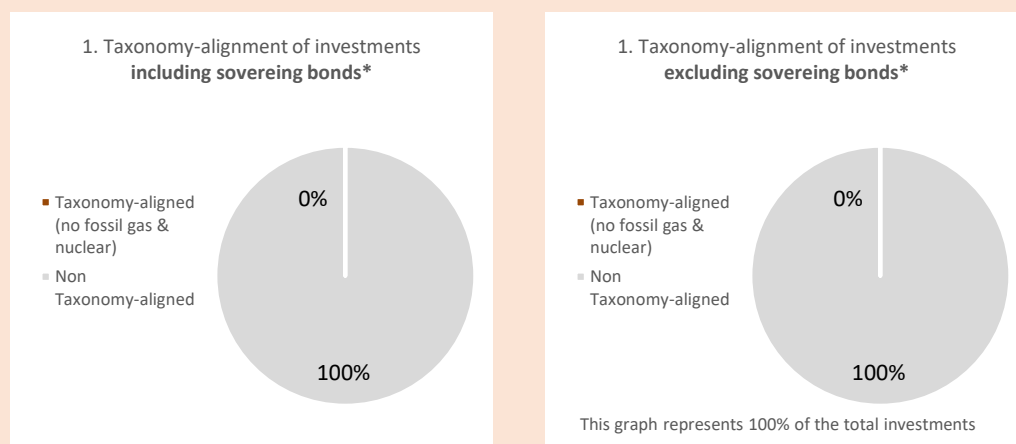 1. Taxonomy-alignment of investments
including sovereing bonds*
Taxonomy-aligned
(no fossil gas &
nuclear)
Non
Taxonomy-aligned
0%
100%
1. Taxonomy-alignment of investments
excluding sovereing bonds*
Taxonomy-aligned
(no fossil gas &
nuclear)
Non
Taxonomy-aligned
0%
100%
This graph represents 100% of the total investments